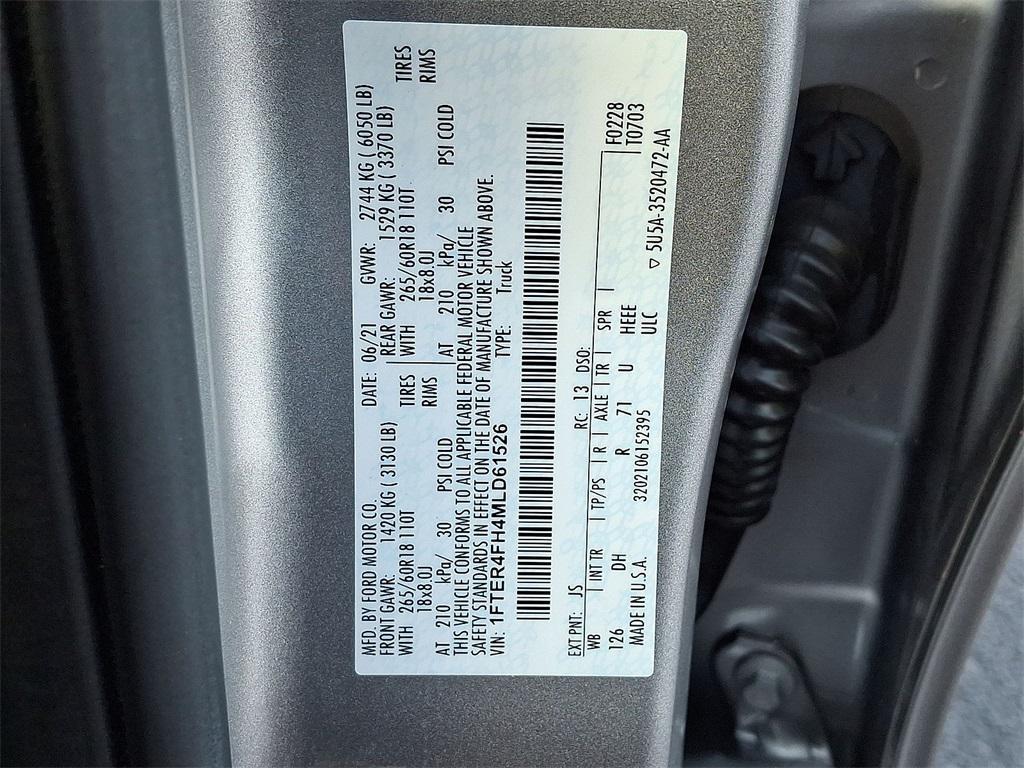 MFD. BY FORD MOTOR CO. DATE: 06/21 GVWR: 2744 KG ( 6050 LB)
FRONT GAWR: 1420 KG ( 3130 LB) REAR GAWR: 1529 KG ( 3370 LB)
WITH 265/60R18 110T TIRES WITH 265/60R18 110T TIRES
18x8.0J RIMS 18x8.0J RIMS
AT 210 kPa/ 30 PSI COLD AT 210 kPa/ 30 PSI COLD
THIS VEHICLE CONFORMS TO ALL APPLICABLE FEDERAL MOTOR VEHICLE
SAFETY STANDARDS IN EFFECT ON THE DATE OF MANUFACTURE SHOWN ABOVE.
VIN: 1FTER4FH4MLD61526 TYPE: Truck
EXT PNT: JS RC: 13 DSO:
WB | INT TR | TP/PS | R | AXLE | TR | SPR | F0228
126 DH R 71 U HEEE T0703
MADE IN U.S.A. 3202106152395 ULC
▽ 5U5A-3520472-AA